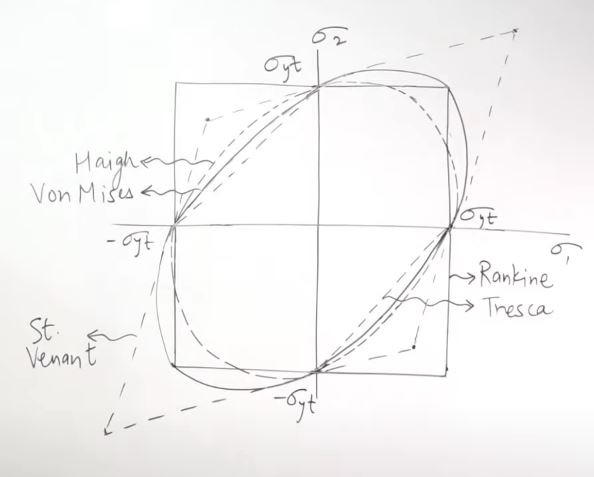 σ2
σyt
Haigh
Von Mises
σyt
-σyt
σ1
Rankine
Tresca
St.
Venant
-σyt